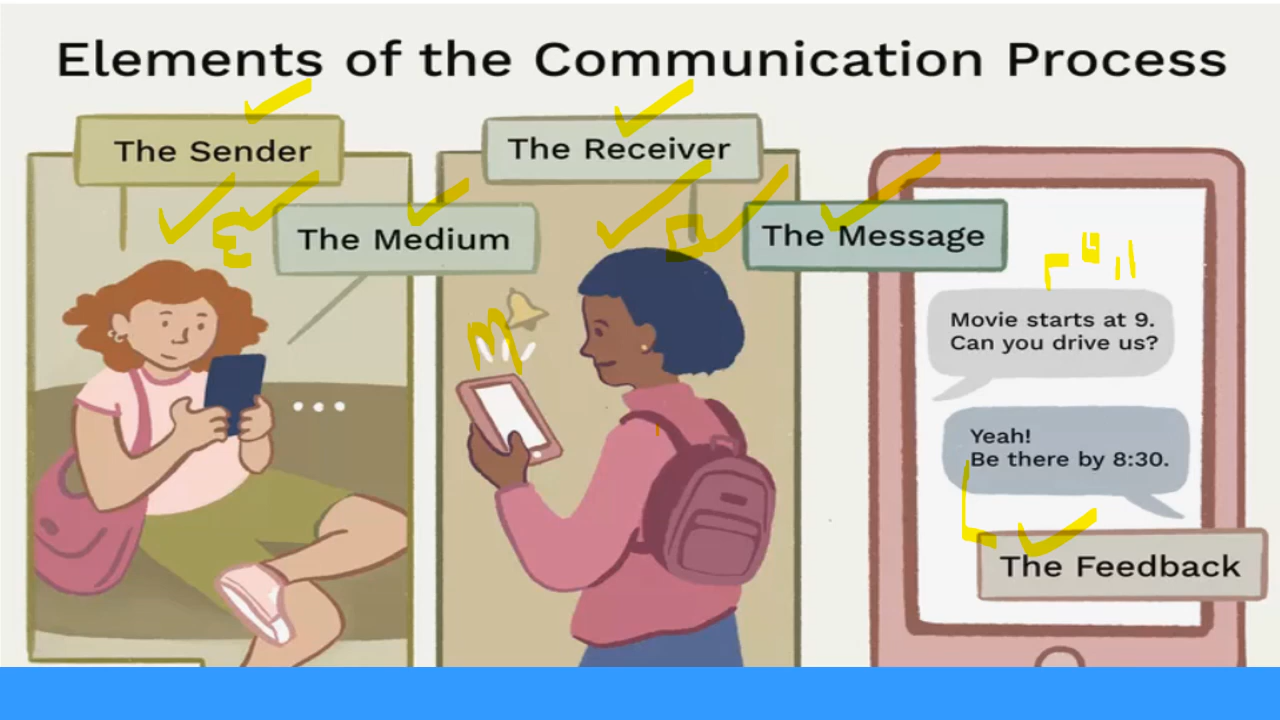 Elements of the Communication Process
The Sender
The Receiver
The Medium
The Message
Movie starts at 9.
Can you drive us?
Yeah!
Be there by 8:30.
The Feedback